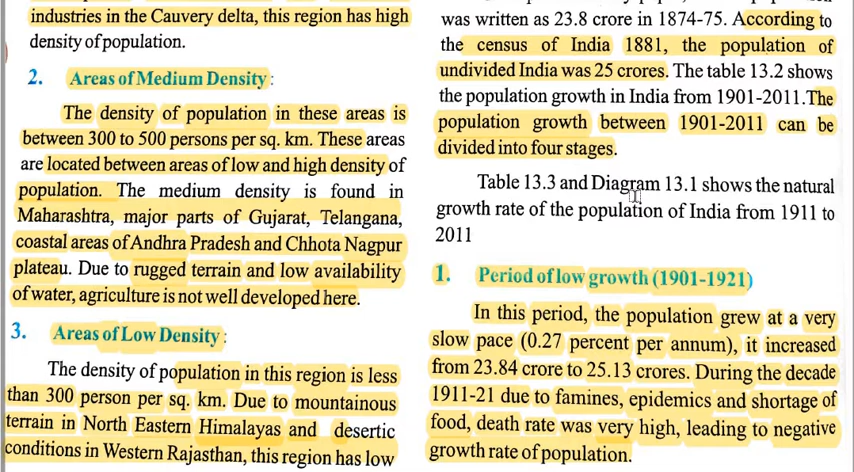 industries in the Cauvery delta, this region has high
density of population.
2. Areas of Medium Density :
The density of population in these areas is
between 300 to 500 persons per sq. km. These areas
are located between areas of low and high density of
population. The medium density is found in
Maharashtra, major parts of Gujarat, Telangana,
coastal areas of Andhra Pradesh and Chhota Nagpur
plateau. Due to rugged terrain and low availability
of water, agriculture is not well developed here.
3. Areas of Low Density :
The density of population in this region is less
than 300 person per sq. km. Due to mountainous
terrain in North Eastern Himalayas and desertic
conditions in Western Rajasthan, this region has low
was written as 23.8 crore in 1874-75. According to
the census of India 1881, the population of
undivided India was 25 crores. The table 13.2 shows
the population growth in India from 1901-2011.The
population growth between 1901-2011 can be
divided into four stages.
Table 13.3 and Diagram 13.1 shows the natural
growth rate of the population of India from 1911 to
2011
1. Period of low growth (1901-1921)
In this period, the population grew at a very
slow pace (0.27 percent per annum), it increased
from 23.84 crore to 25.13 crores. During the decade
1911-21 due to famines, epidemics and shortage of
food, death rate was very high, leading to negative
growth rate of population.